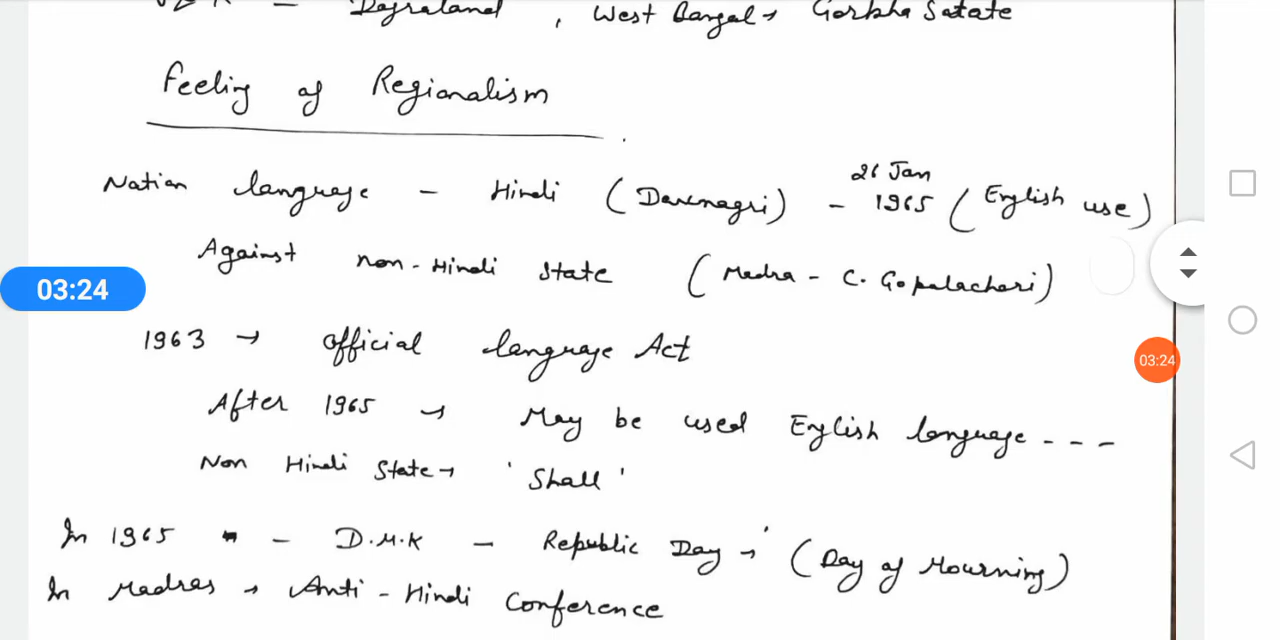 , West Bangal → Gorkha Satate
Feeling of Regionalism
26 Jan
Nation language - Hindi (Devenagri) - 1965 (English use)
Against non-Hindi state (Madra - C. Gopalachari)
03:24
1963 → official language Act
03:24
After 1965 → May be used English language - - -
Non Hindi State → 'Shall'
In 1965 - D.M.K - Republic Day → (Day of Mourning)
In Madras → Anti-Hindi Conference